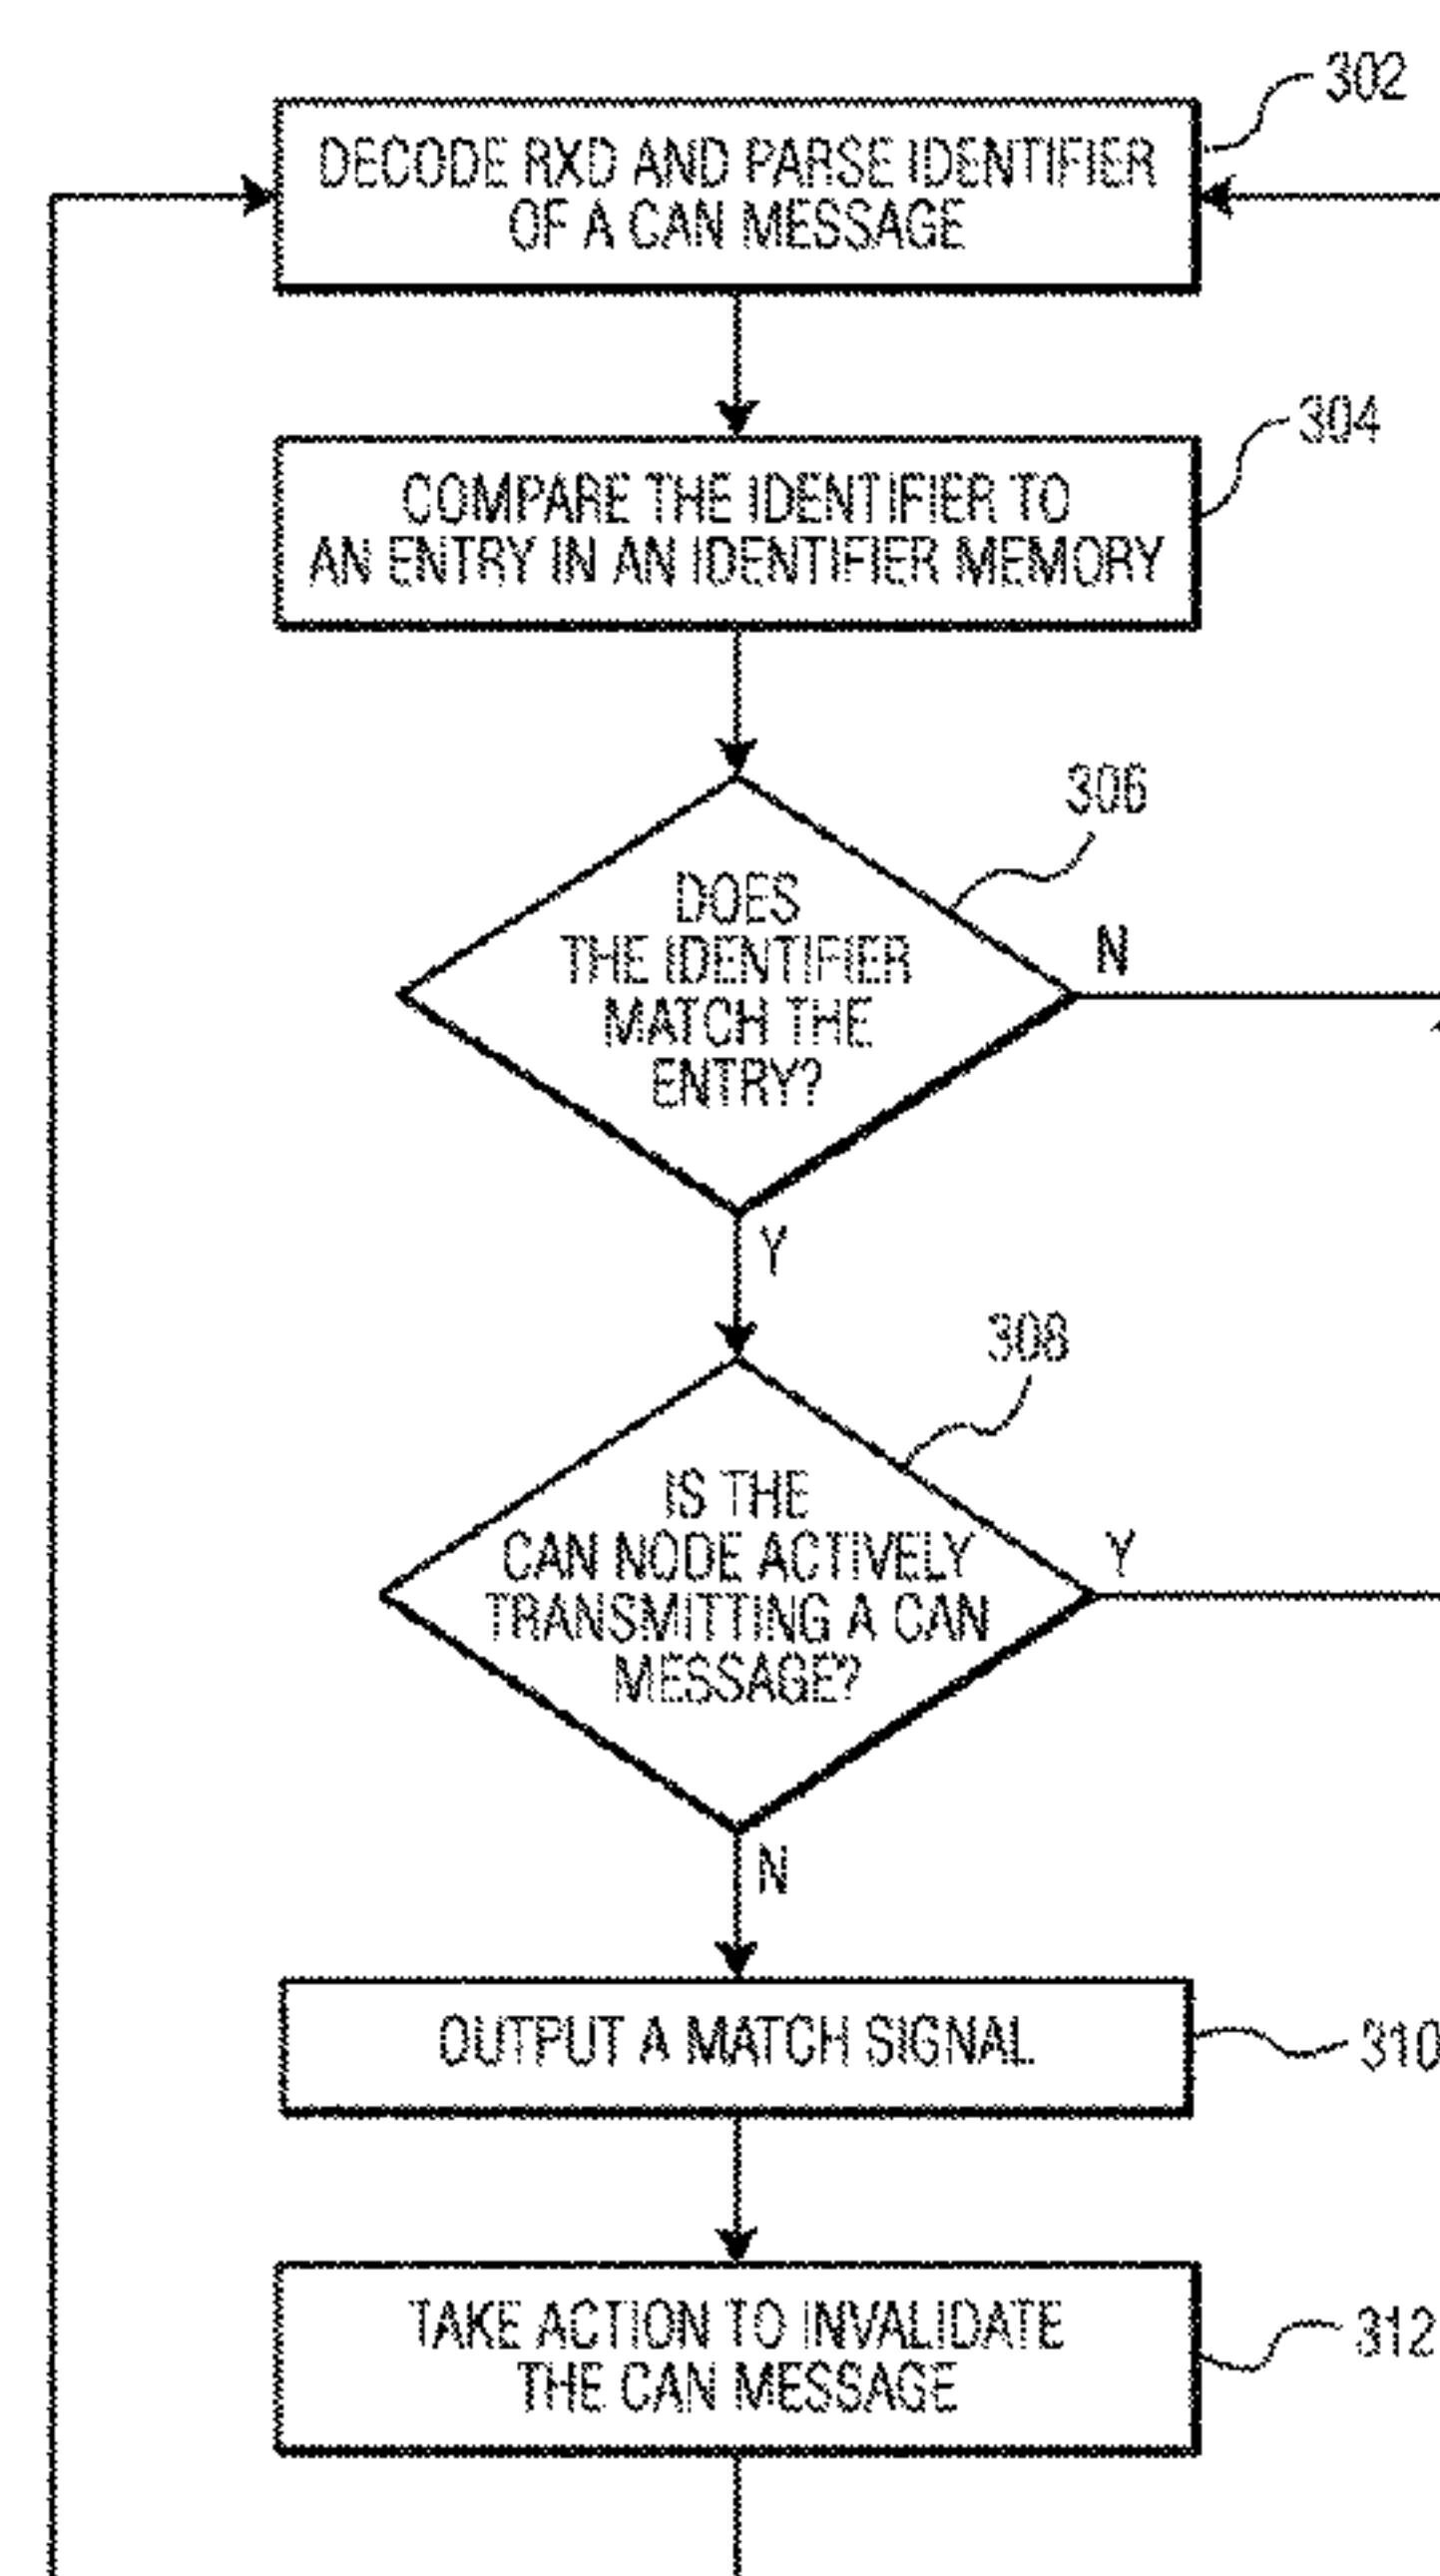 302
DECODE RXD AND PARSE IDENTIFIER
OF A CAN MESSAGE
304
COMPARE THE IDENTIFIER TO
AN ENTRY IN AN IDENTIFIER MEMORY
306
DOES
THE IDENTIFIER
MATCH THE
ENTRY?
N
Y
308
IS THE
CAN NODE ACTIVELY
TRANSMITTING A CAN
MESSAGE?
Y
N
OUTPUT A MATCH SIGNAL
310
TAKE ACTION TO INVALIDATE
THE CAN MESSAGE
312